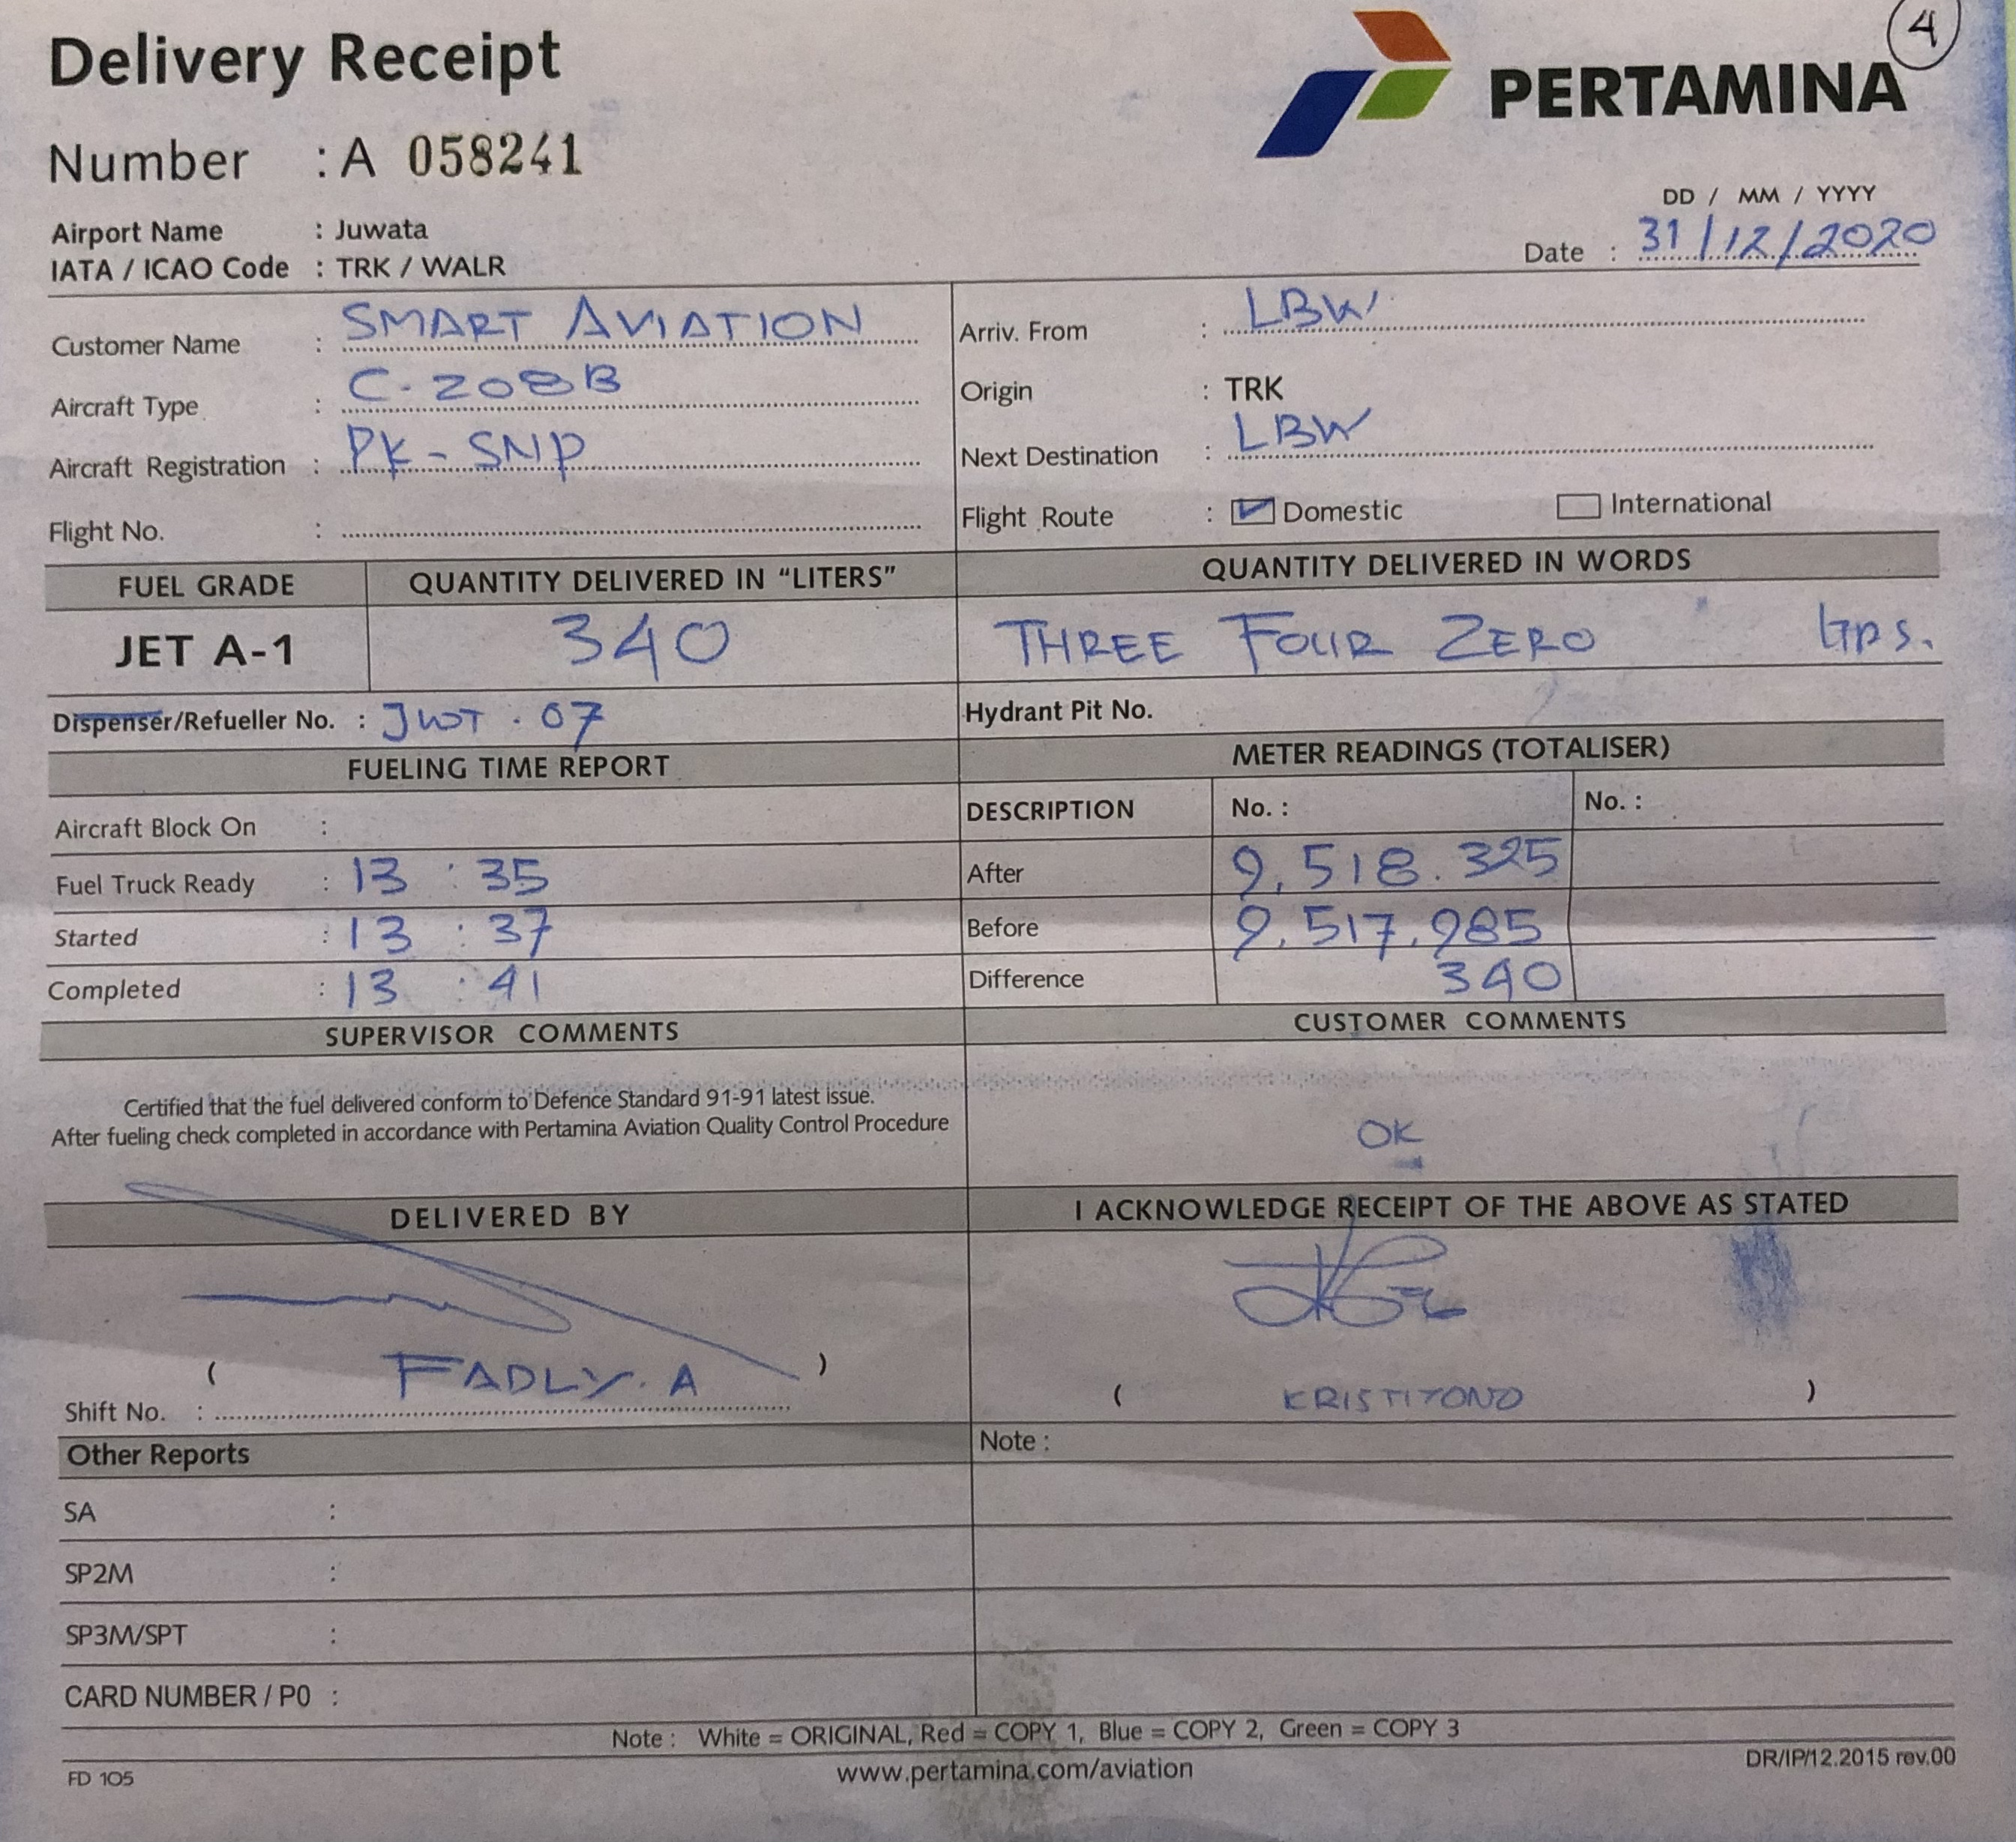 4
Delivery Receipt
PERTAMINA
Number : A 058241
DD / MM / YYYY
Airport Name : Juwata
Date : 31/12/2020
IATA / ICAO Code : TRK / WALR
Customer Name : SMART AVIATION
Arriv. From : LBW
Aircraft Type : C-208B
Origin : TRK
Aircraft Registration : PK-SNP
Next Destination : LBW
Flight No. :
Flight Route : Domestic International
FUEL GRADE QUANTITY DELIVERED IN “LITERS” QUANTITY DELIVERED IN WORDS
JET A-1 340 THREE FOUR ZERO
Dispenser/Refueller No. : JWT . 07 Hydrant Pit No.
FUELING TIME REPORT METER READINGS (TOTALISER)
Aircraft Block On : DESCRIPTION No. : No. :
Fuel Truck Ready : 13 : 35 After 9.518.325
Started : 13 : 37 Before 9.517.985
Completed : 13 : 41 Difference 340
SUPERVISOR COMMENTS CUSTOMER COMMENTS
Certified that the fuel delivered conform to Defence Standard 91-91 latest issue.
After fueling check completed in accordance with Pertamina Aviation Quality Control Procedure
OK
DELIVERED BY I ACKNOWLEDGE RECEIPT OF THE ABOVE AS STATED
( FADLY. A )
( KRISTIYONO )
Shift No. :
Other Reports Note :
SA :
SP2M :
SP3M/SPT :
CARD NUMBER / P0 :
Note : White = ORIGINAL, Red = COPY 1, Blue = COPY 2, Green = COPY 3
FD 105 www.pertamina.com/aviation DR/IP/12.2015 rev.00